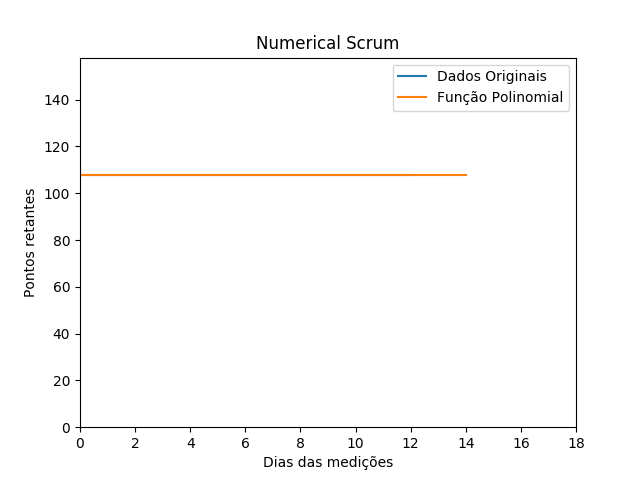 Numerical Scrum
Dados Originais
Função Polinomial
140
120
100
80
60
40
20
0
Pontos retantes
0 2 4 6 8 10 12 14 16 18
Dias das medições